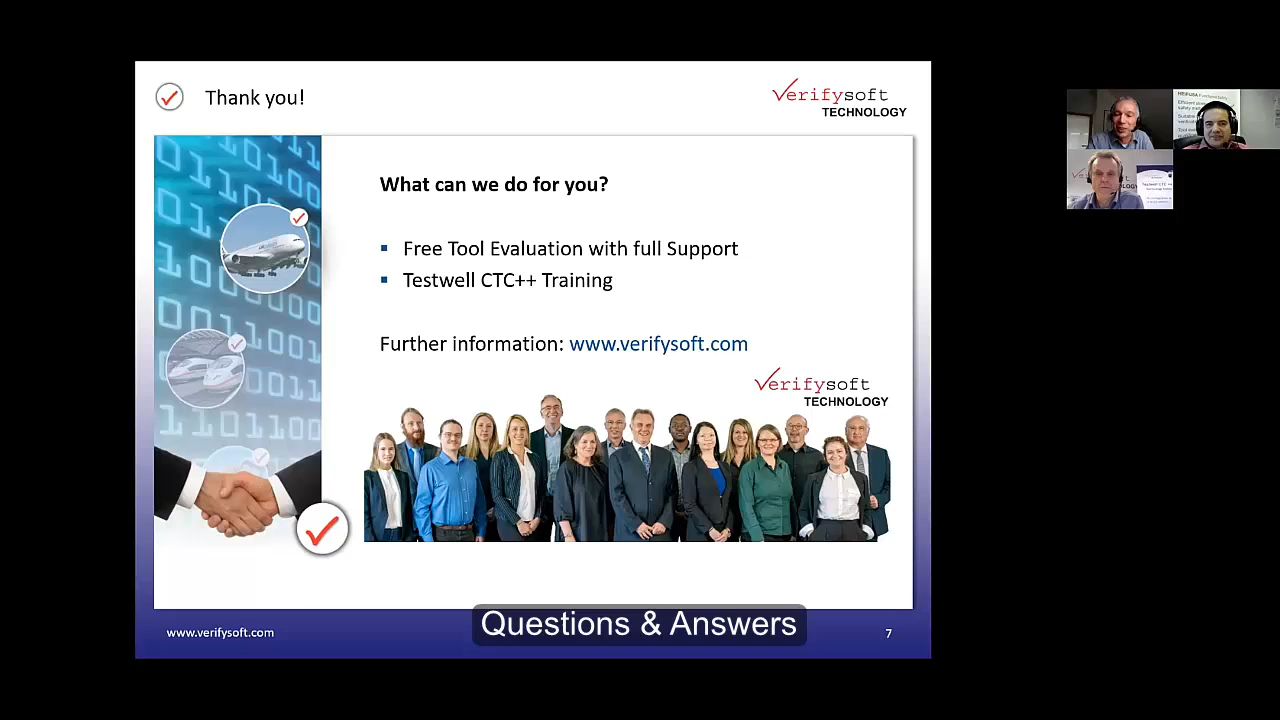 Thank you!
Verifysoft
TECHNOLOGY
What can we do for you?
Free Tool Evaluation with full Support
Testwell CTC++ Training
Further information: www.verifysoft.com
Verifysoft
TECHNOLOGY
www.verifysoft.com
Questions & Answers
7